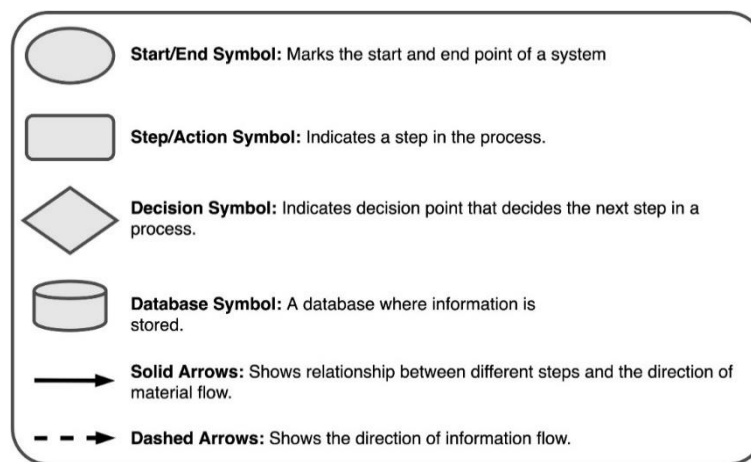 Start/End Symbol: Marks the start and end point of a system
Step/Action Symbol: Indicates a step in the process.
Decision Symbol: Indicates decision point that decides the next step in a
process.
Database Symbol: A database where information is
stored.
Solid Arrows: Shows relationship between different steps and the direction of
material flow.
Dashed Arrows: Shows the direction of information flow.